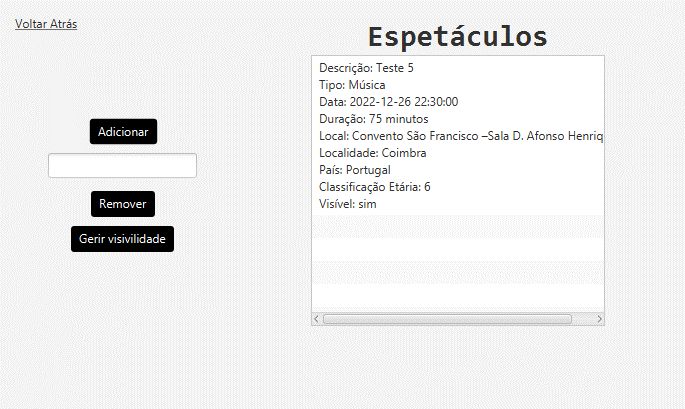 Voltar Atrás
Espetáculos
Adicionar
Remover
Gerir visivilidade
Descrição: Teste 5
Tipo: Música
Data: 2022-12-26 22:30:00
Duração: 75 minutos
Local: Convento São Francisco –Sala D. Afonso Henriq
Localidade: Coimbra
País: Portugal
Classificação Etária: 6
Visível: sim